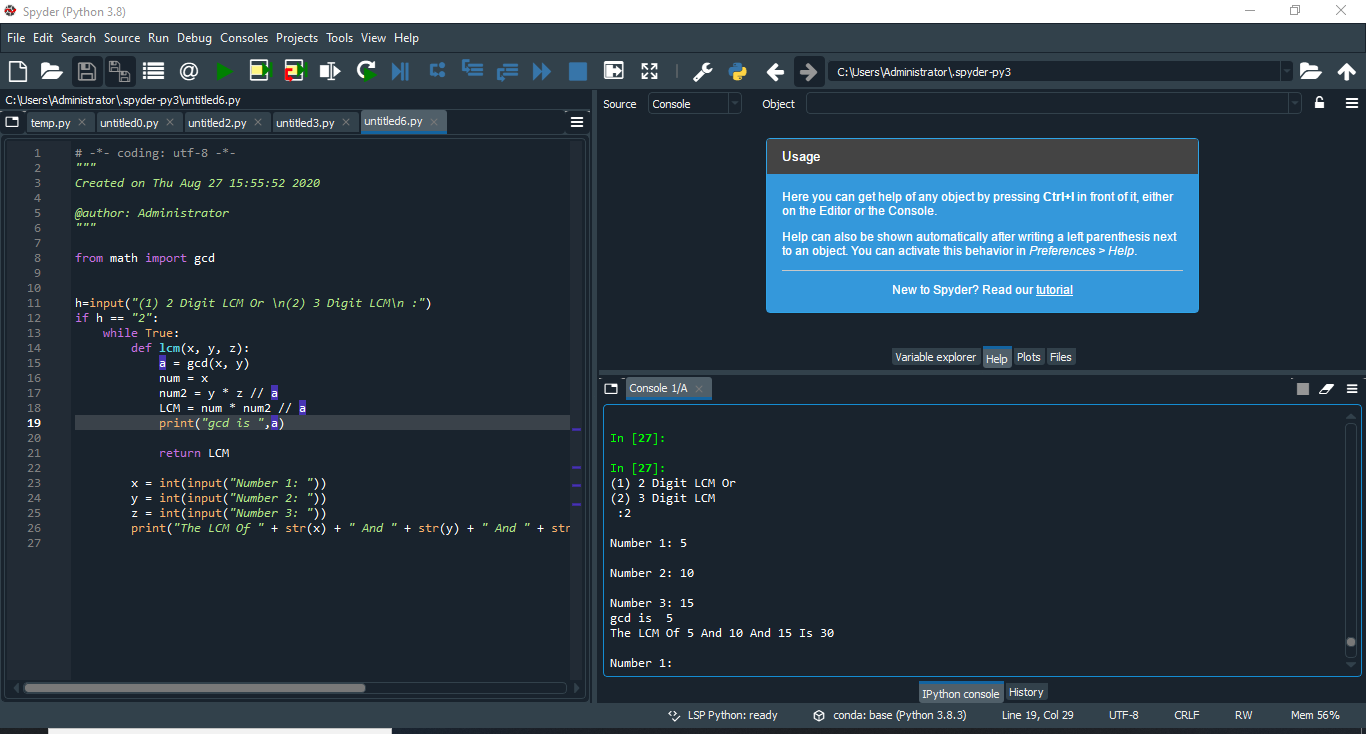 Spyder (Python 3.8)
File Edit Search Source Run Debug Consoles Projects Tools View Help
C:\Users\Administrator\.spyder-py3
C:\Users\Administrator\.spyder-py3\untitled6.py
temp.py untitled0.py untitled2.py untitled3.py untitled6.py
1 # -*- coding: utf-8 -*-
2 """
3 Created on Thu Aug 27 15:55:52 2020
4
5 @author: Administrator
6 """
7
8 from math import gcd
9
10
11 h=input("(1) 2 Digit LCM Or \n(2) 3 Digit LCM\n :")
12 if h == "2":
13     while True:
14         def lcm(x, y, z):
15             a = gcd(x, y)
16             num = x
17             num2 = y * z // a
18             LCM = num * num2 // a
19             print("gcd is ",a)
20
21             return LCM
22
23         x = int(input("Number 1: "))
24         y = int(input("Number 2: "))
25         z = int(input("Number 3: "))
26         print("The LCM Of " + str(x) + " And " + str(y) + " And " + str
27
Source Console Object
Usage
Here you can get help of any object by pressing Ctrl+I in front of it, either
on the Editor or the Console.
Help can also be shown automatically after writing a left parenthesis next
to an object. You can activate this behavior in Preferences > Help.
New to Spyder? Read our tutorial
Variable explorer Help Plots Files
Console 1/A
In [27]:
In [27]:
(1) 2 Digit LCM Or
(2) 3 Digit LCM
:2
Number 1: 5
Number 2: 10
Number 3: 15
gcd is  5
The LCM Of 5 And 10 And 15 Is 30
Number 1:
IPython console History
LSP Python: ready conda: base (Python 3.8.3) Line 19, Col 29 UTF-8 CRLF RW Mem 56%